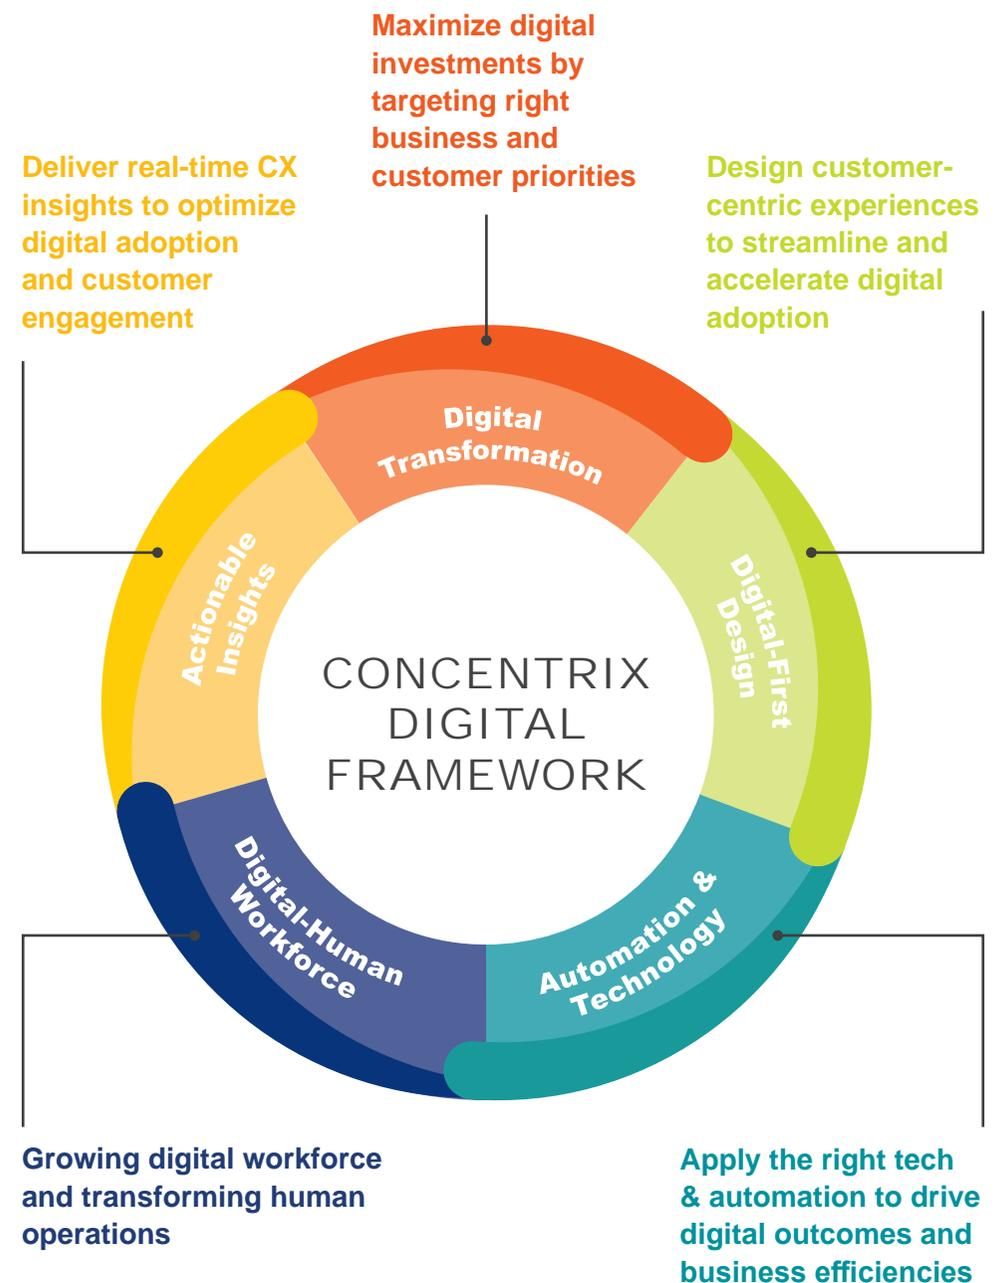 Maximize digital
investments by
targeting right
business and
customer priorities
Deliver real-time CX
insights to optimize
digital adoption
and customer
engagement
Design customer-
centric experiences
to streamline and
accelerate digital
adoption
Digital
Transformation
Actionable
Insights
Digital-First
Design
CONCENTRIX
DIGITAL
FRAMEWORK
Digital-Human
Workforce
Automation &
Technology
Growing digital workforce
and transforming human
operations
Apply the right tech
& automation to drive
digital outcomes and
business efficiencies